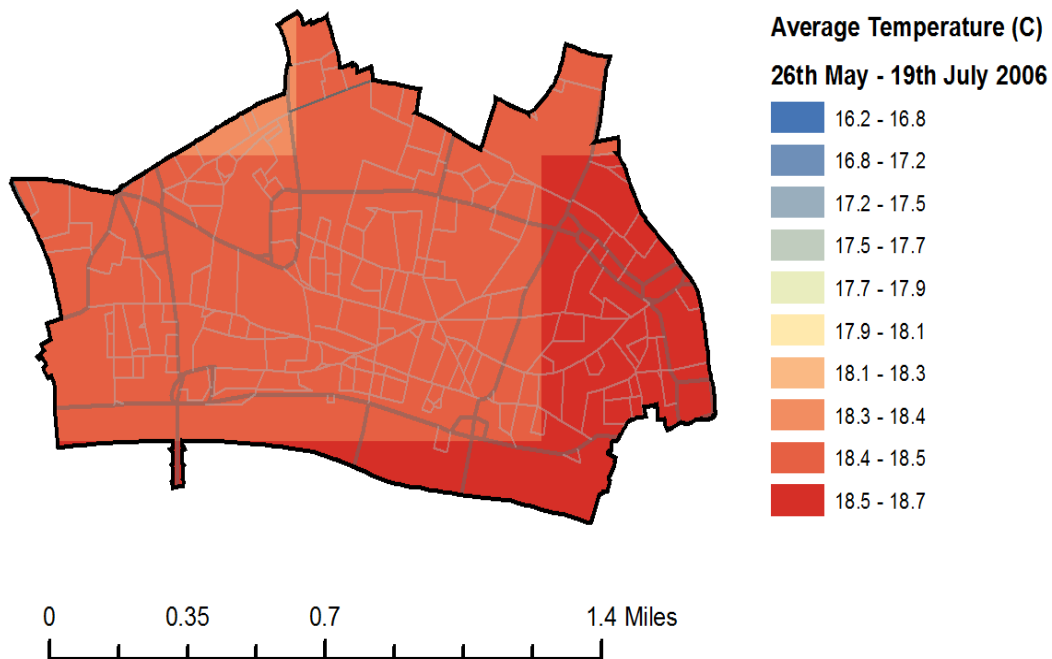 Average Temperature (C)
26th May - 19th July 2006
16.2 - 16.8
16.8 - 17.2
17.2 - 17.5
17.5 - 17.7
17.7 - 17.9
17.9 - 18.1
18.1 - 18.3
18.3 - 18.4
18.4 - 18.5
18.5 - 18.7
0 0.35 0.7 1.4 Miles